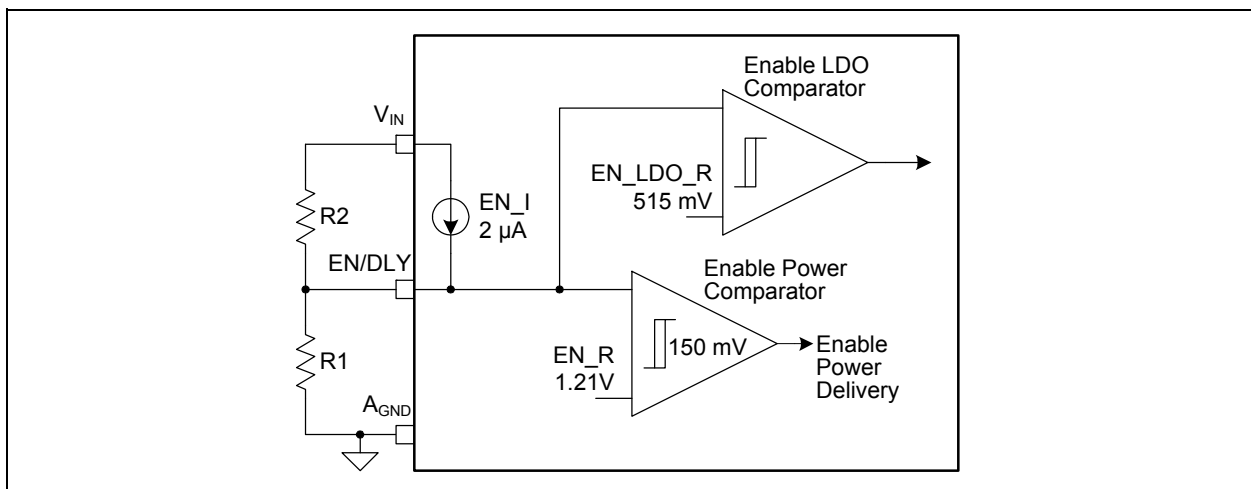 Enable LDO
Comparator
VIN
EN_LDO_R
515 mV
EN_I
2 µA
R2
EN/DLY
Enable Power
Comparator
150 mV
Enable
Power
Delivery
EN_R
1.21V
R1
AGND